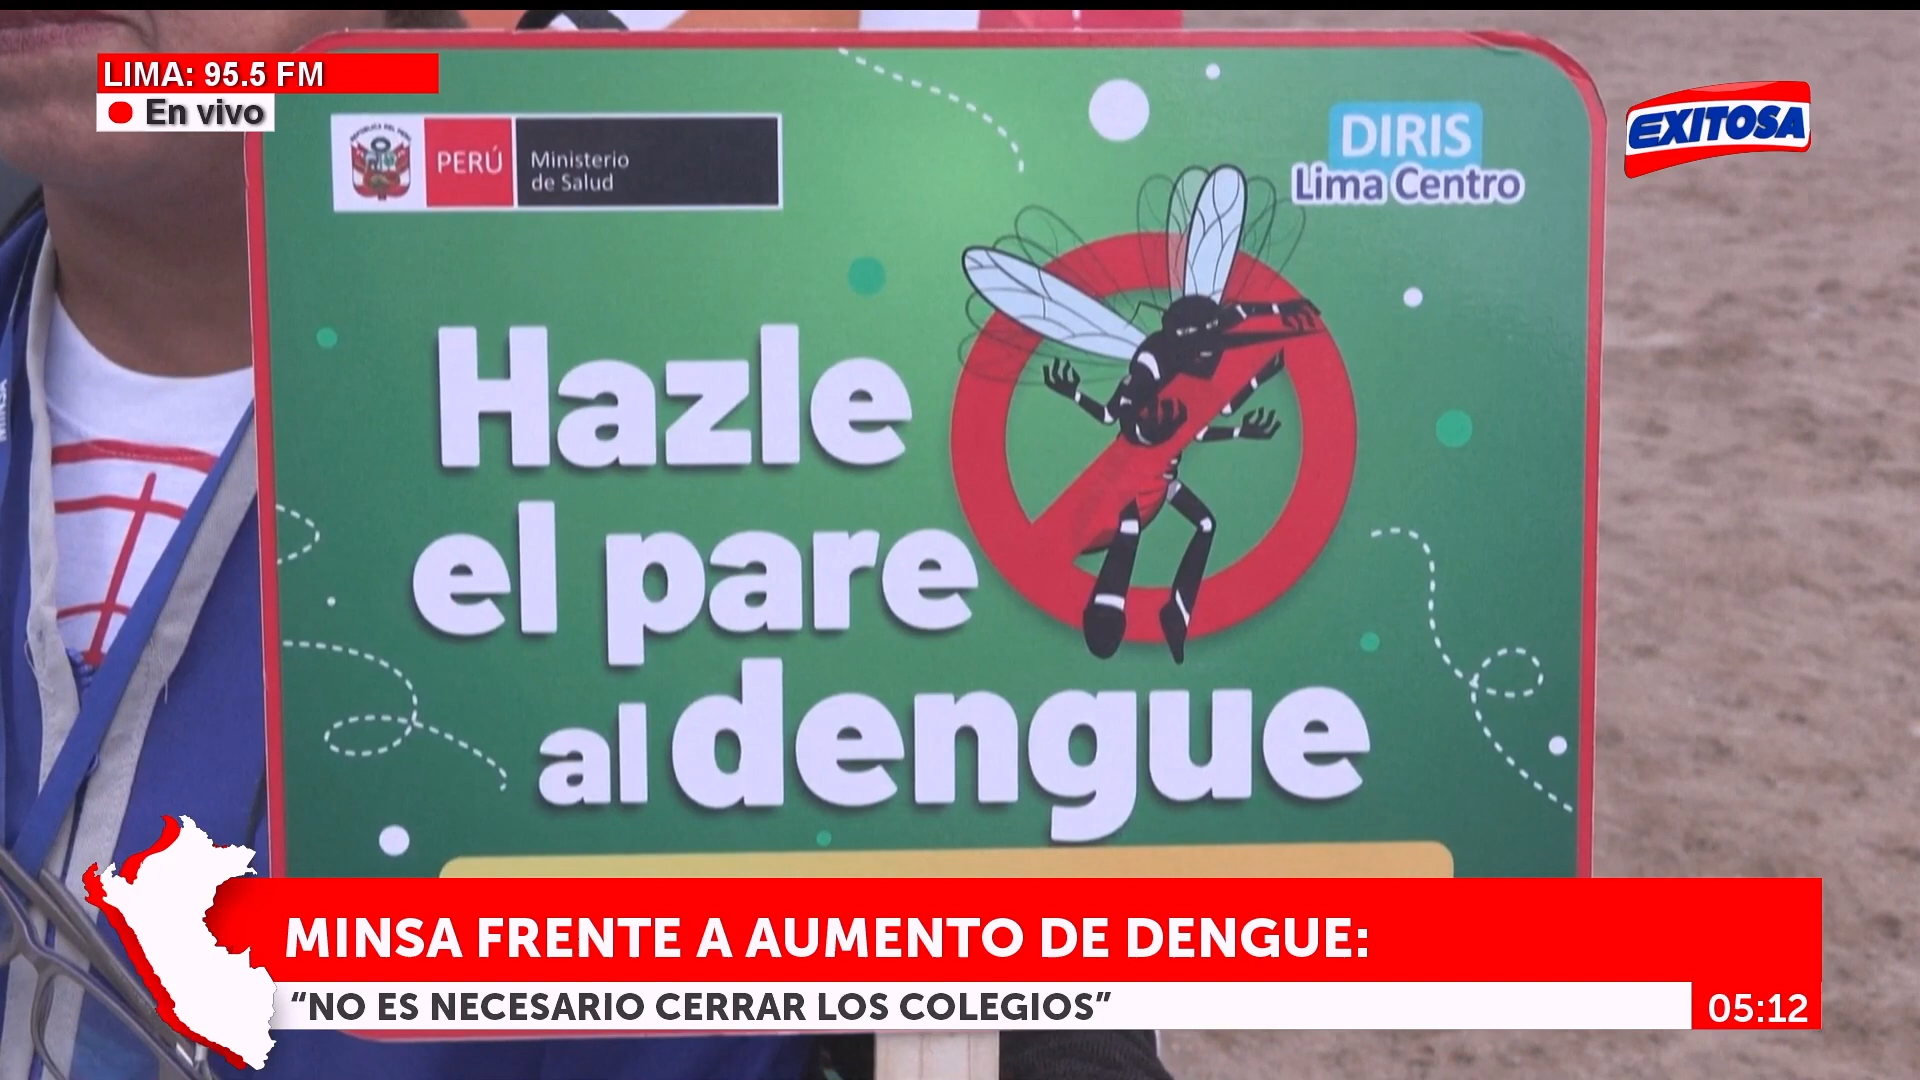 LIMA: 95.5 FM
En vivo
EXITOSA
PERÚ
Ministerio
de Salud
DIRIS
Lima Centro
Hazle
el pare
al dengue
MINSA FRENTE A AUMENTO DE DENGUE:
“NO ES NECESARIO CERRAR LOS COLEGIOS”
05:12